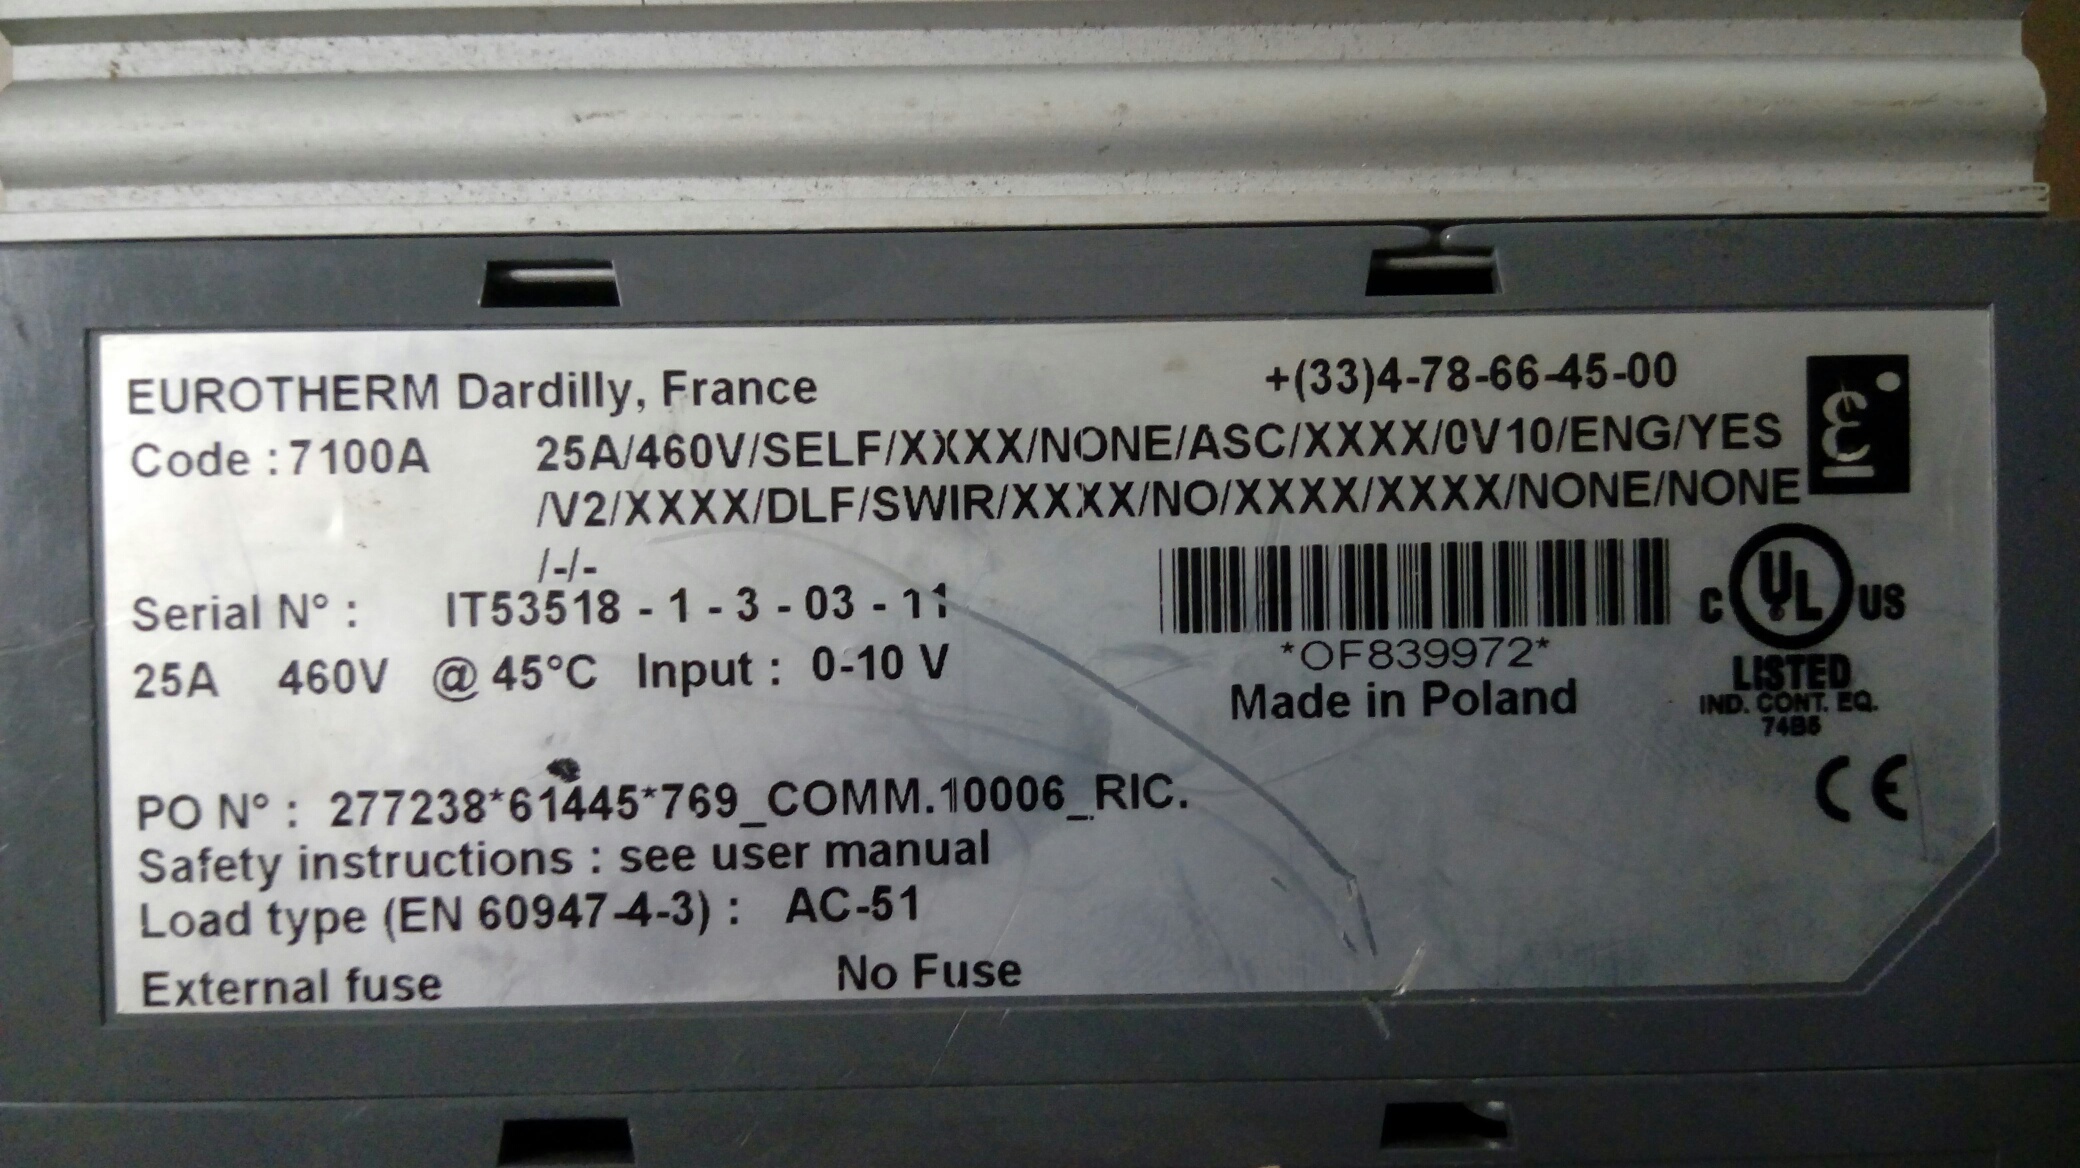 EUROTHERM Dardilly, France +(33)4-78-66-45-00
Code : 7100A 25A/460V/SELF/XXXX/NONE/ASC/XXXX/0V10/ENG/YES
/V2/XXXX/DLF/SWIR/XXXX/NO/XXXX/XXXX/NONE/NONE
/-/-
Serial N° : IT53518 - 1 - 3 - 03 - 11
25A 460V @ 45°C Input : 0-10 V
*OF839972*
Made in Poland
C UL US
LISTED
IND. CONT. EQ.
74B5
PO N° : 277238*61445*769_COMM.10006_RIC.
CE
Safety instructions : see user manual
Load type (EN 60947-4-3) : AC-51
External fuse No Fuse